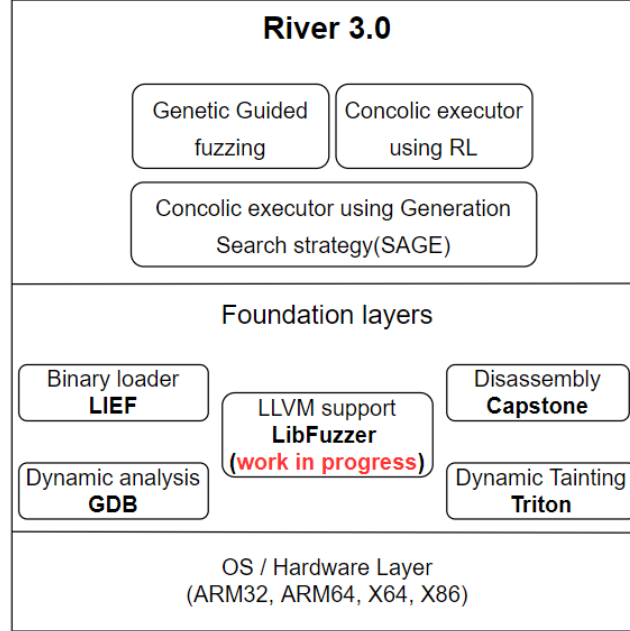 River 3.0
Genetic Guided
fuzzing
Concolic executor
using RL
Concolic executor using Generation
Search strategy(SAGE)
Foundation layers
Binary loader
LIEF
LLVM support
LibFuzzer
(work in progress)
Disassembly
Capstone
Dynamic analysis
GDB
Dynamic Tainting
Triton
OS / Hardware Layer
(ARM32, ARM64, X64, X86)